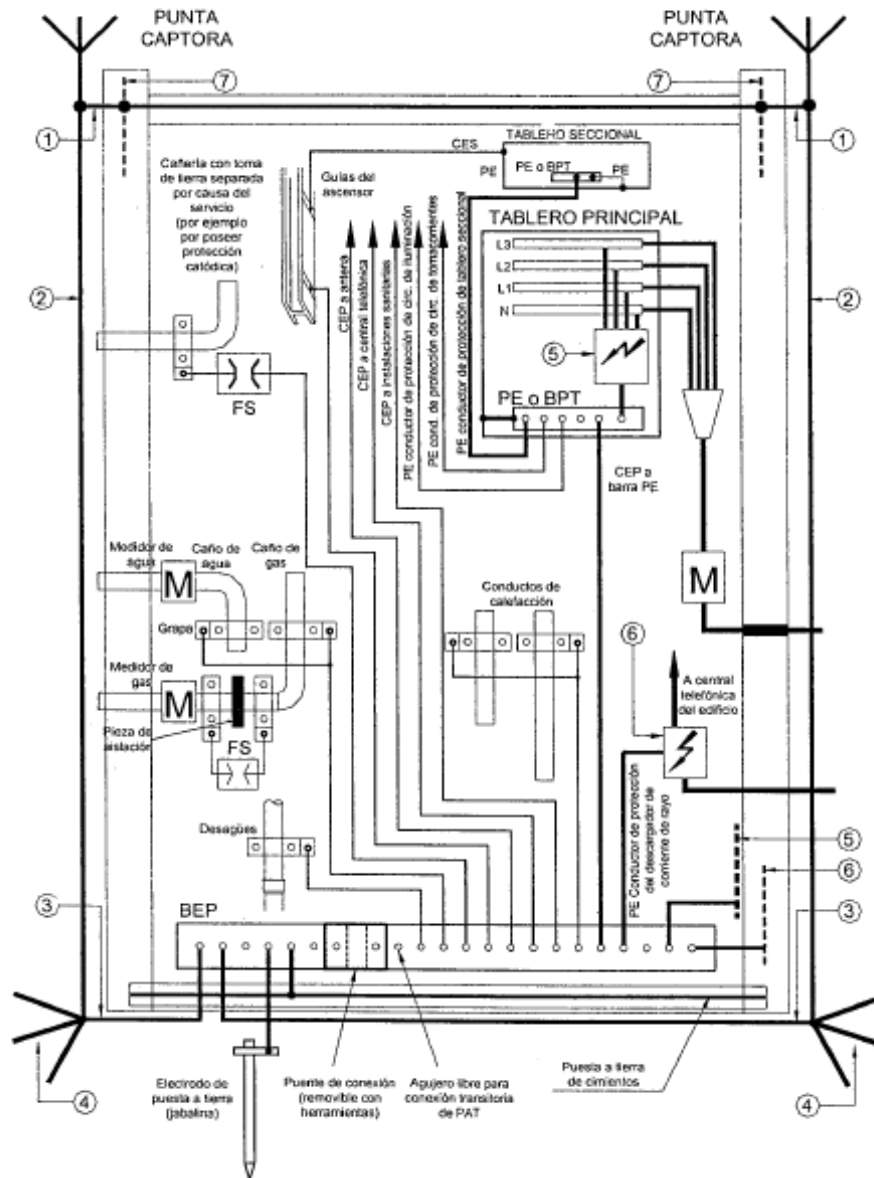 PUNTA
CAPTORA
PUNTA
CAPTORA
7
7
1
1
TABLERO SECCIONAL
CES
PE
PE o BPT
PE
Cañería con toma
de tierra separada
por causa del
servicio
(por ejemplo
por poseer
protección
catódica)
Guías del
ascensor
TABLERO PRINCIPAL
L3
L2
L1
N
2
2
5
CEP a antena
CEP a central telefónica
CEP a instalaciones sanitarias
PE conductor de protección de circ. de iluminación
PE cond. de protección de circ. de tomacorrientes
PE conductor de protección de tablero seccional
FS
PE o BPT
CEP a
barra PE
Medidor de
agua
Caño de
agua
Caño de
gas
M
M
Conductos de
calefacción
Grapa
6
Medidor de
gas
M
A central
telefónica
del edificio
Pieza de
aislación
FS
PE Conductor de protección
del descargador de
corriente de rayo
Desagües
5
6
3
3
BEP
Electrodo de
puesta a tierra
(jabalina)
Puente de conexión
(removible con
herramientas)
Agujero libre para
conexión transitoria
de PAT
Puesta a tierra
de cimientos
4
4